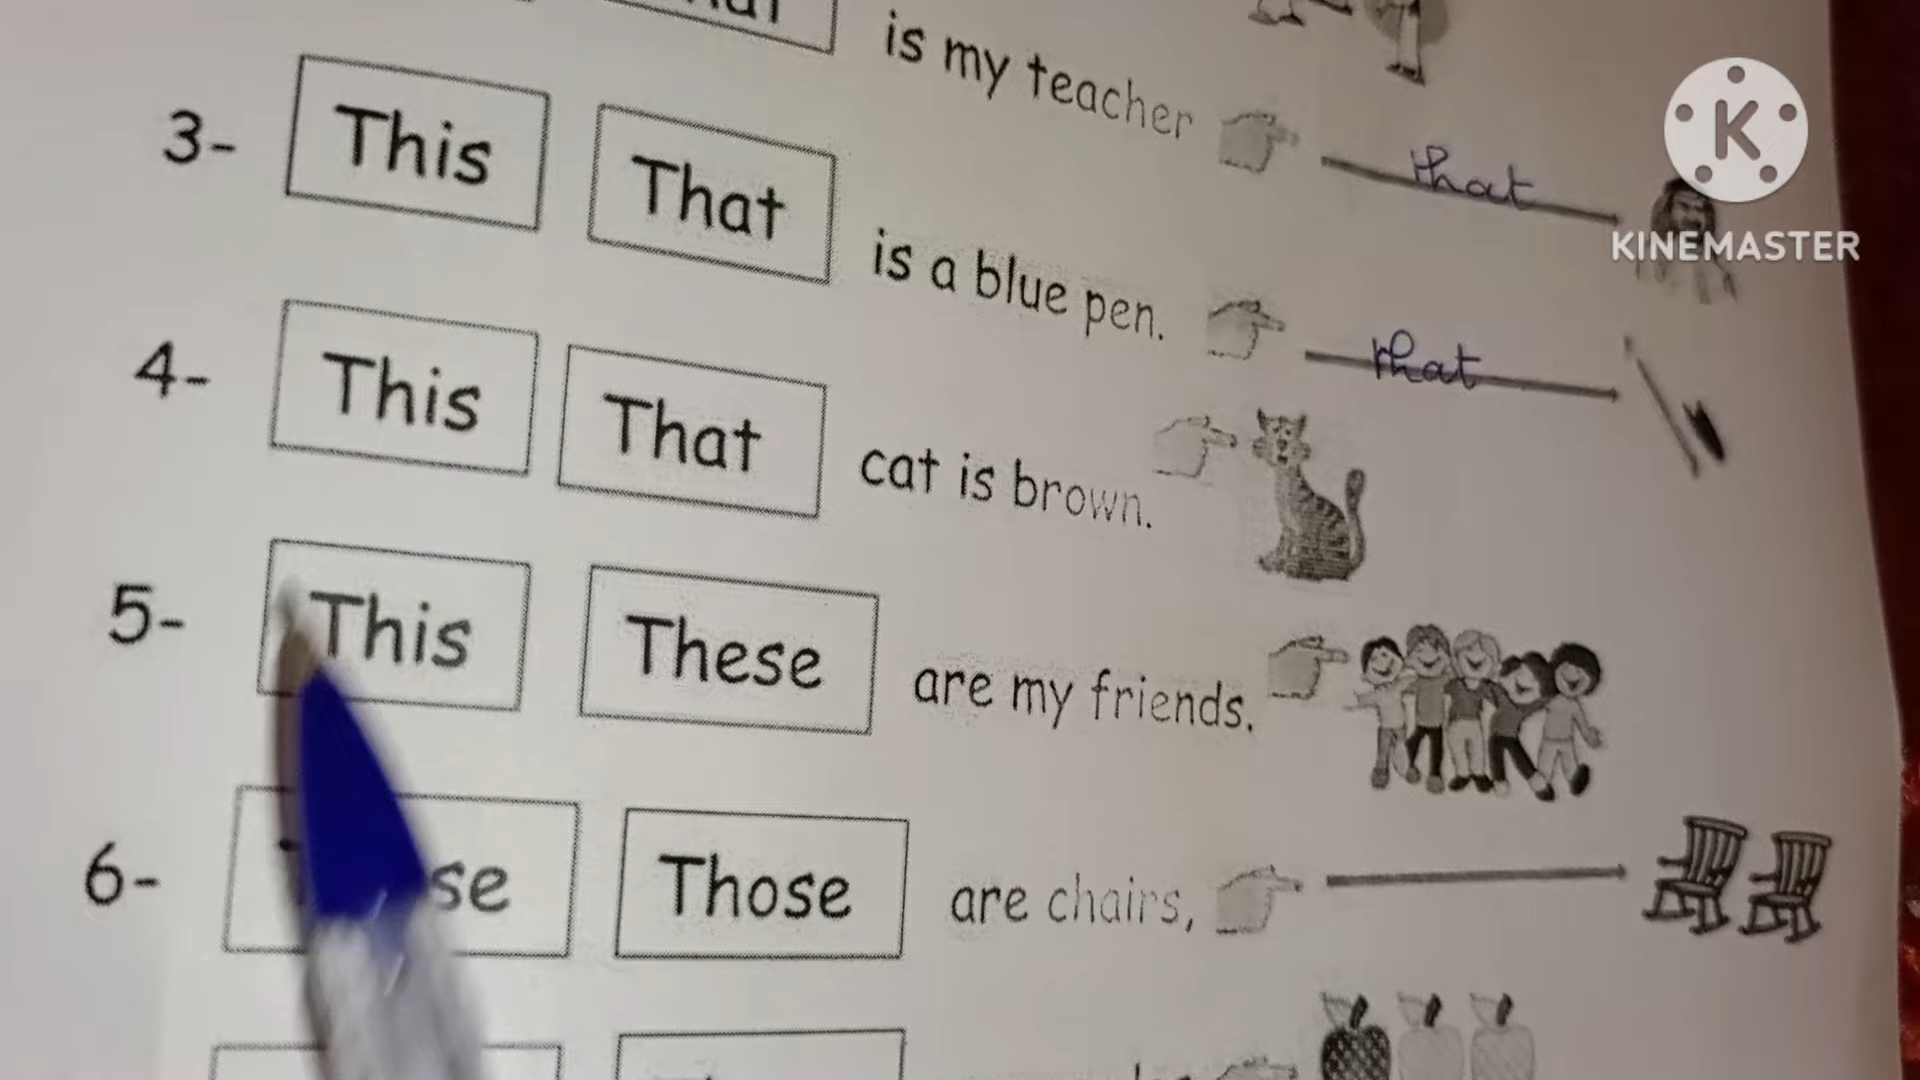 is my teacher that
3- This That is a blue pen. that
4- This That cat is brown.
5- This These are my friends.
6- Those are chairs,
K
KINEMASTER